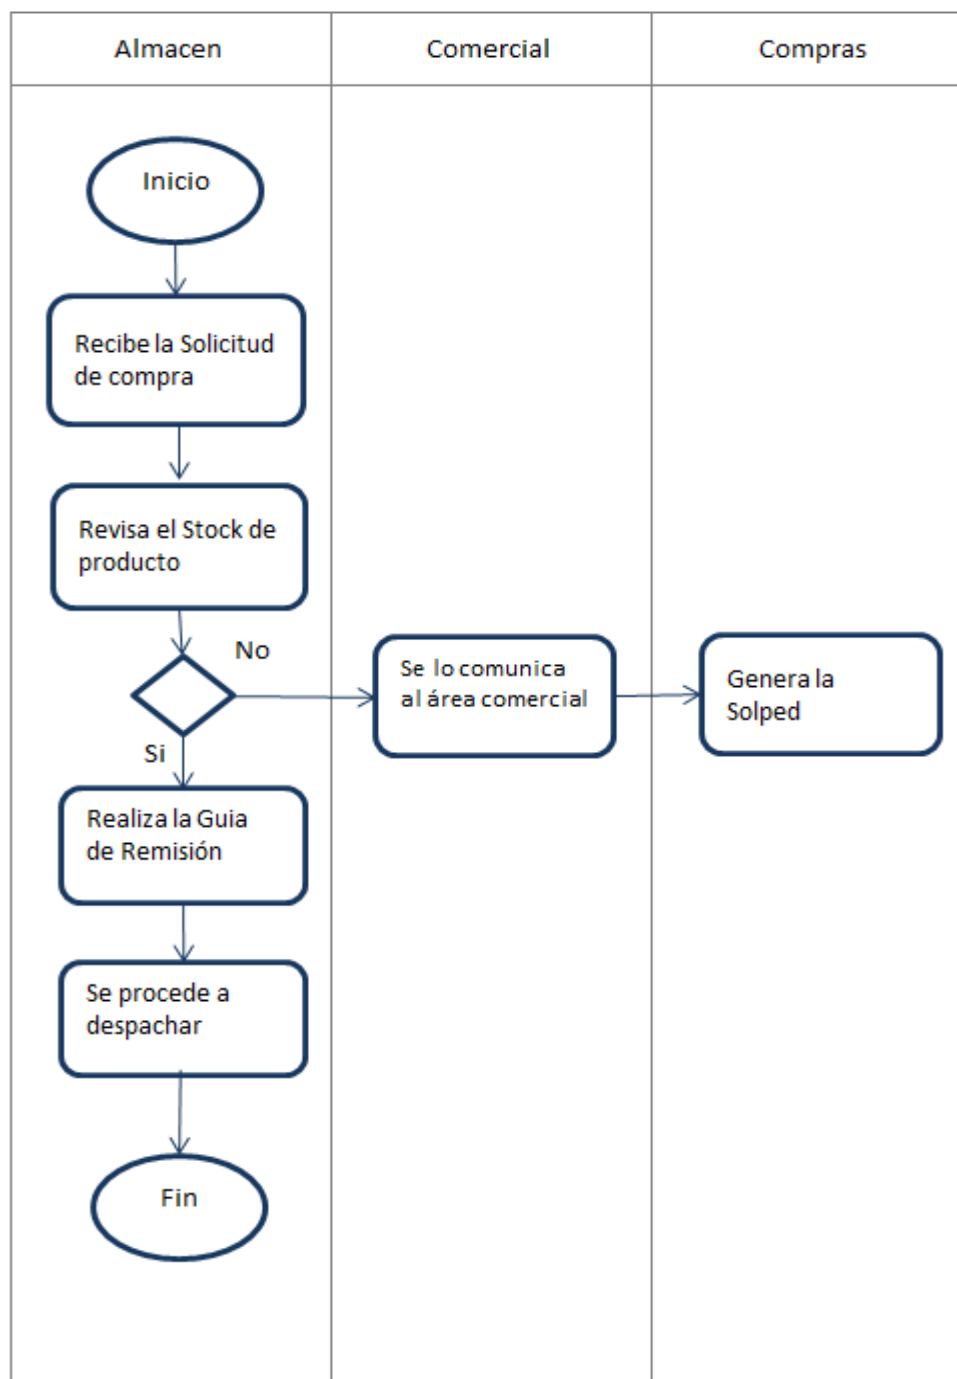 Almacen
Comercial
Compras
Inicio
Recibe la Solicitud
de compra
Revisa el Stock de
producto
No
Se lo comunica
al área comercial
Genera la
Solped
Si
Realiza la Guia
de Remisión
Se procede a
despachar
Fin